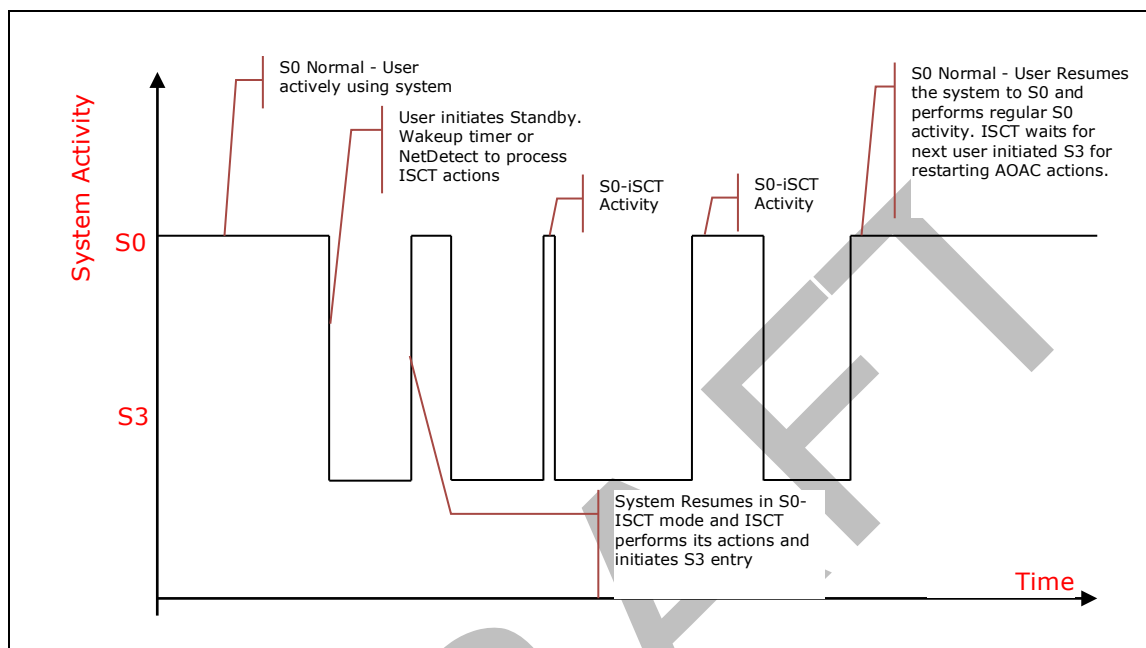 S0 Normal - User
actively using system
User initiates Standby.
Wakeup timer or
NetDetect to process
ISCT actions
S0-iSCT
Activity
S0-iSCT
Activity
S0 Normal - User Resumes
the system to S0 and
performs regular S0
activity. ISCT waits for
next user initiated S3 for
restarting AOAC actions.
System Activity
S0
S3
System Resumes in S0-
ISCT mode and ISCT
performs its actions and
initiates S3 entry
Time
RAFT